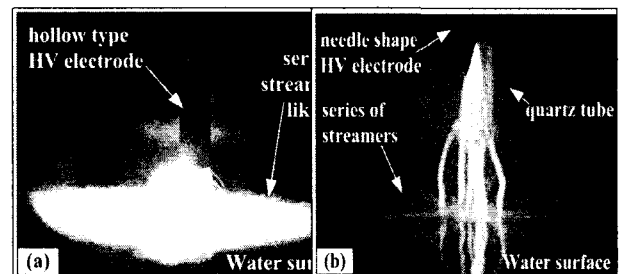 hollow type
HV electrode
ser
strear
lik
(a)
Water sur
needle shape
HV electrode
series of
streamers
quartz tube
(b)
Water surface